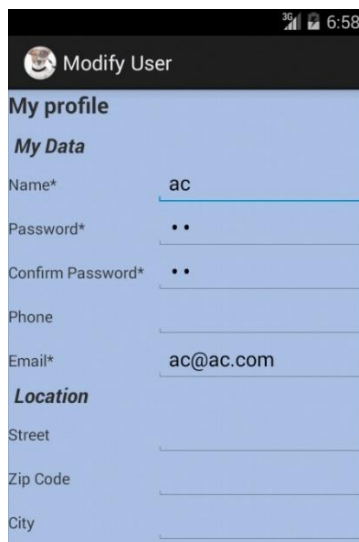 3G 6:58
Modify User
My profile
My Data
Name* ac
Password* ••
Confirm Password* ••
Phone
Email* ac@ac.com
Location
Street
Zip Code
City